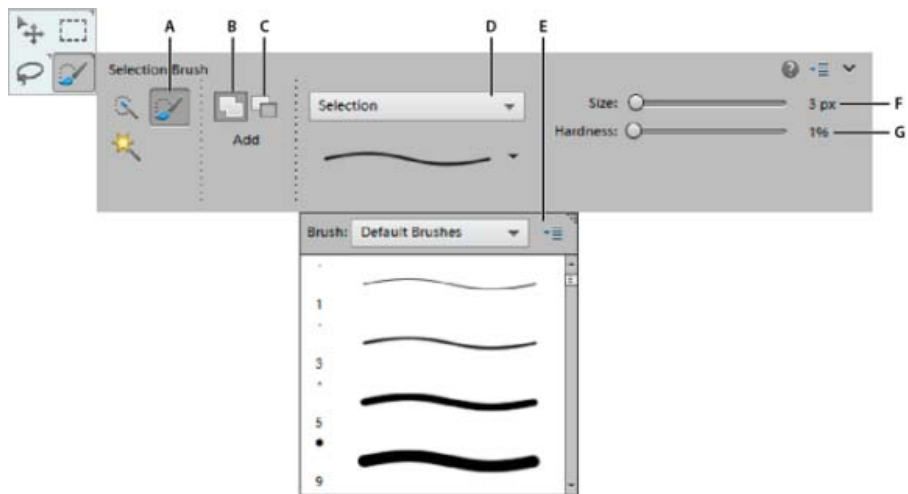 A B C D E
Selection Brush
Selection
Size: 3 px F
Hardness: 1% G
Add
Brush: Default Brushes
1
3
5
9